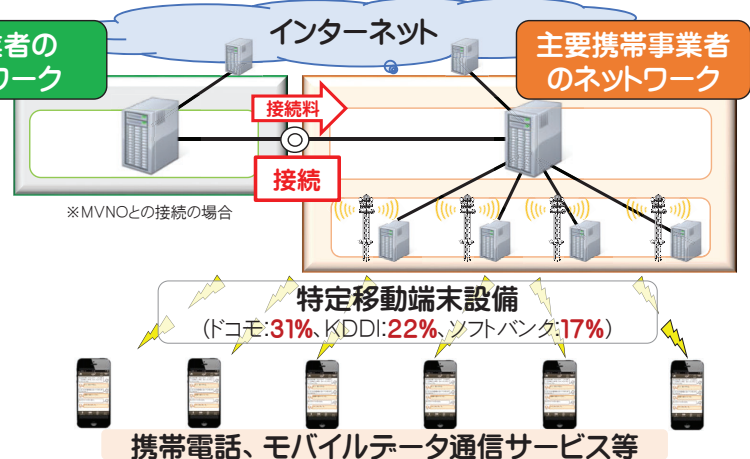 インターネット
業者の
ワーク
主要携帯事業者
のネットワーク
接続料
接続
※MVNOとの接続の場合
特定移動端末設備
(ドコモ:31%、KDDI:22%、ソフトバンク:17%)
携帯電話、モバイルデータ通信サービス等